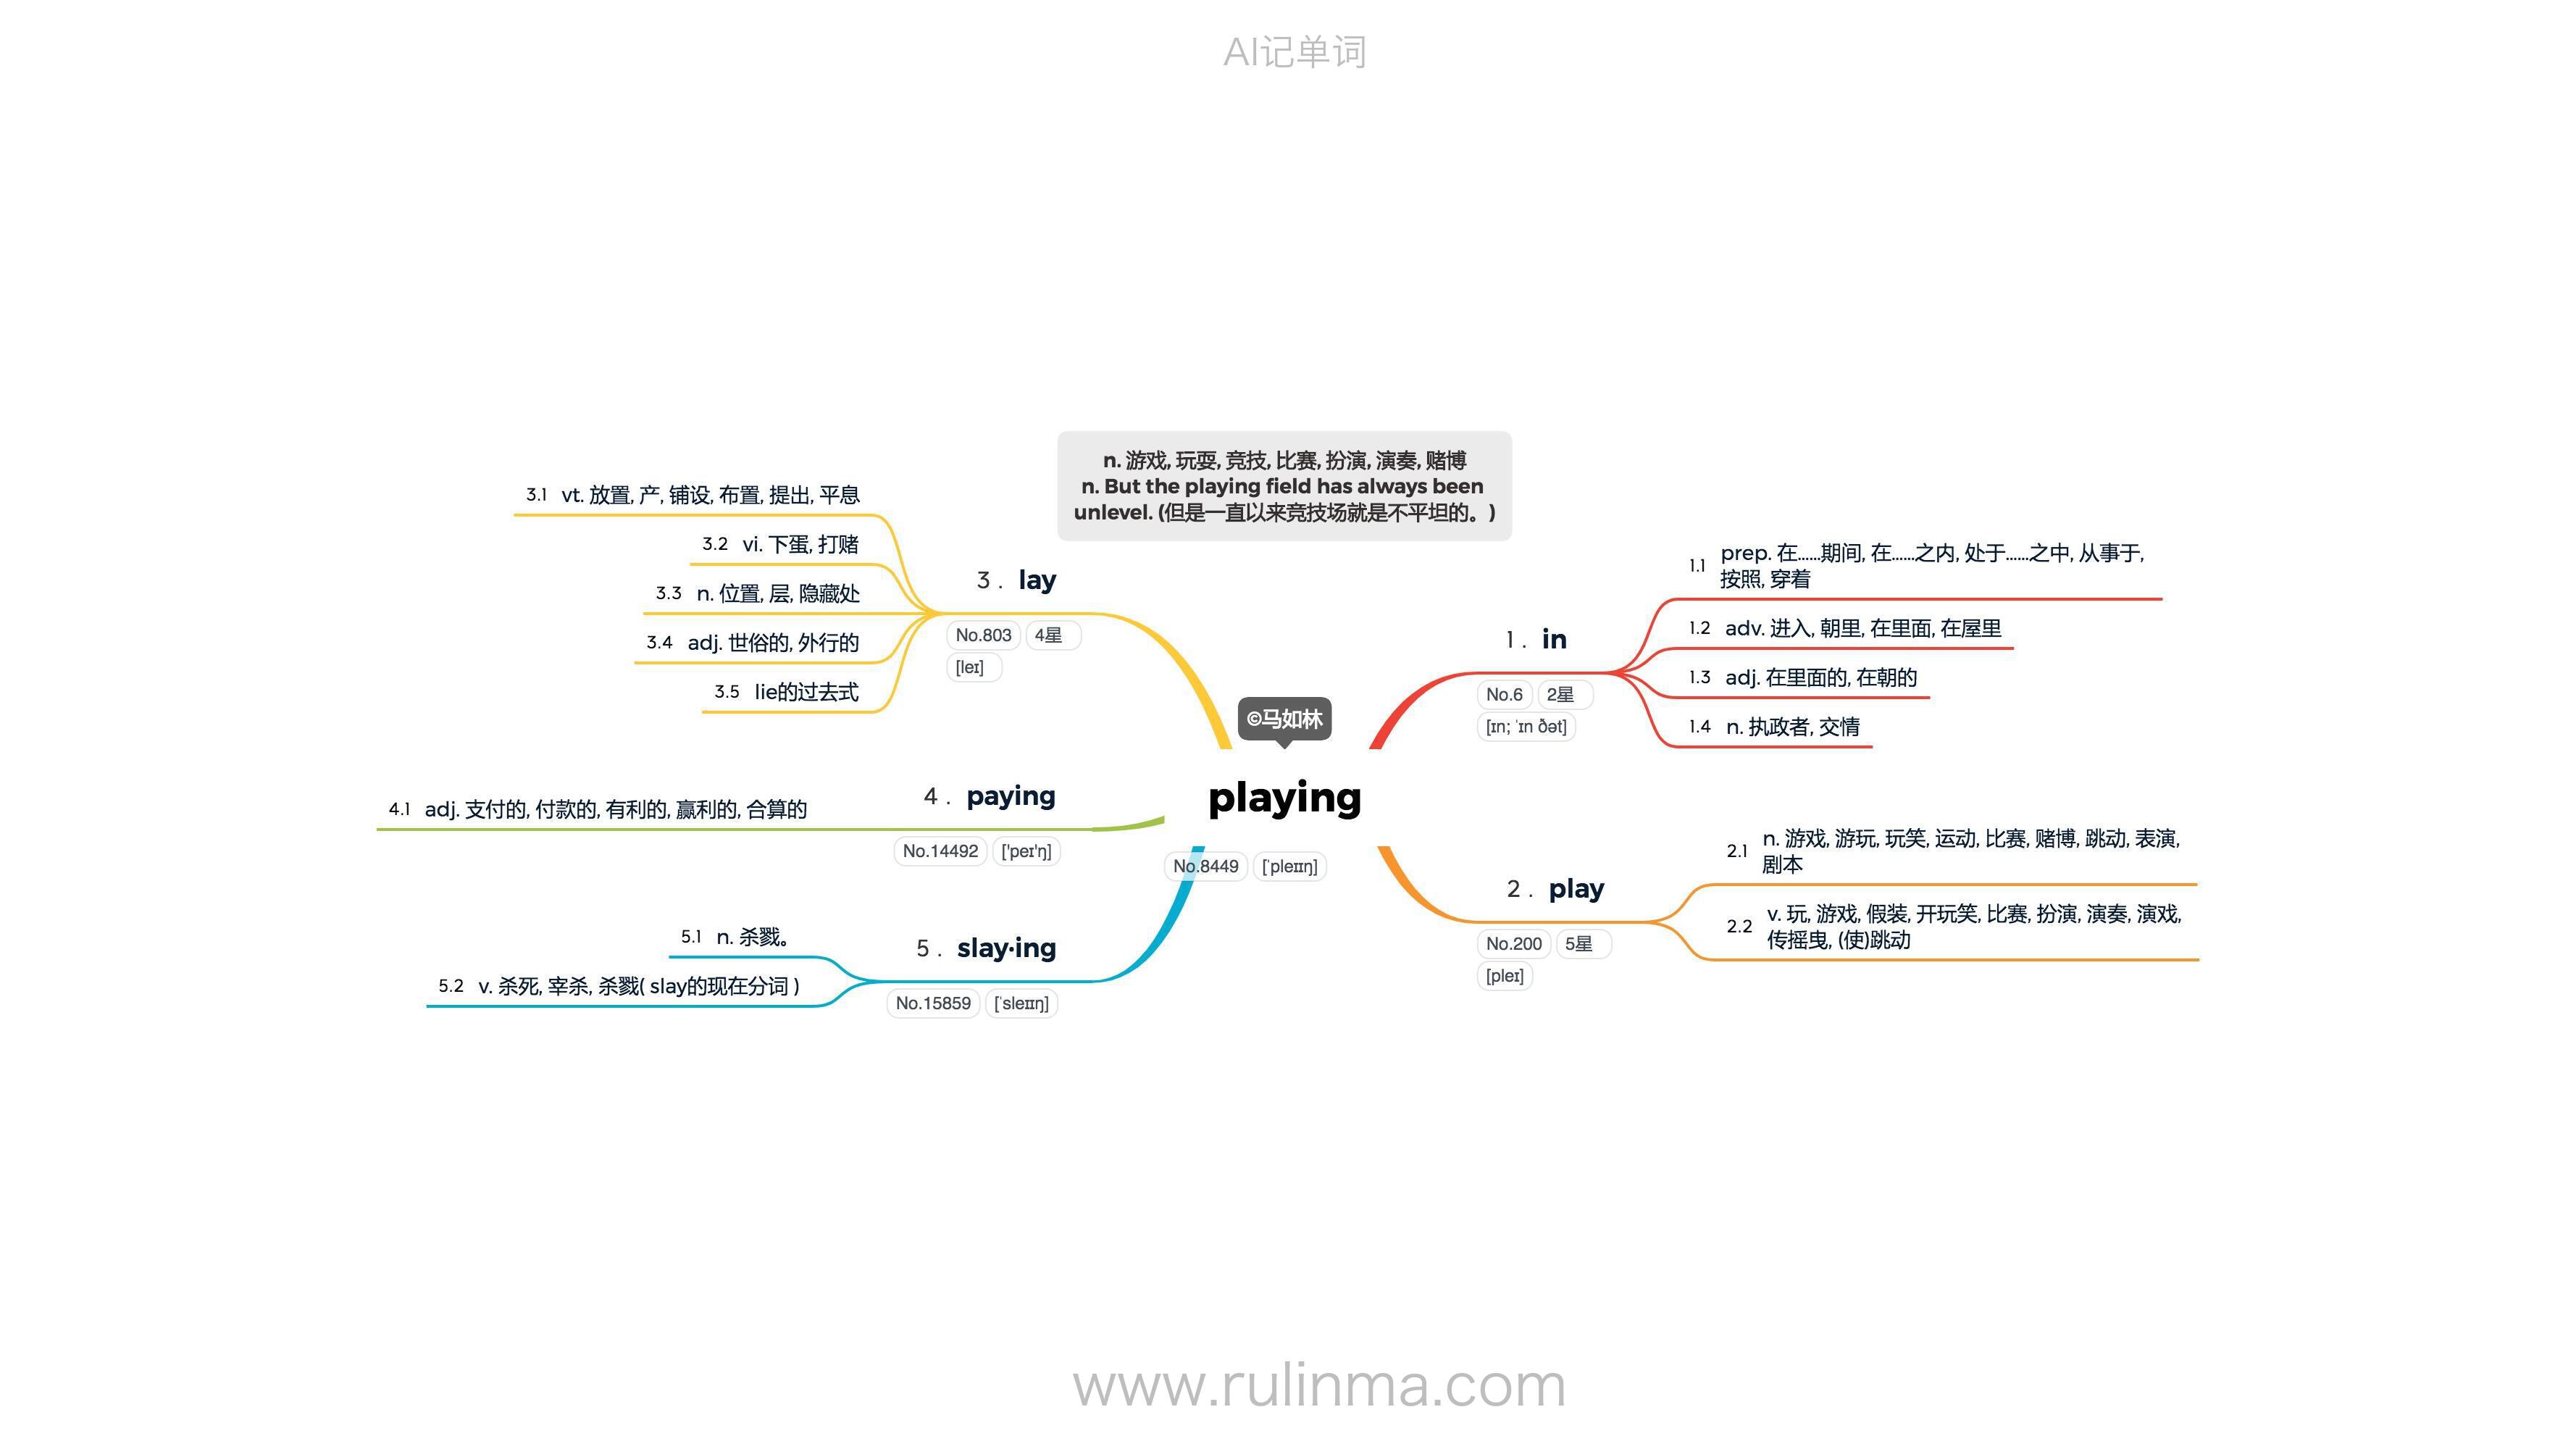 AI记单词
n. 游戏, 玩耍, 竞技, 比赛, 扮演, 演奏, 赌博
n. But the playing field has always been
unlevel. (但是一直以来竞技场就是不平坦的。)
©马如林
playing
No.8449 [ˈpleɪɪŋ]
1 . in
No.6 2星
[ɪn; ˈɪn ðət]
1.1 prep. 在……期间, 在……之内, 处于……之中, 从事于,
按照, 穿着
1.2 adv. 进入, 朝里, 在里面, 在屋里
1.3 adj. 在里面的, 在朝的
1.4 n. 执政者, 交情
2 . play
No.200 5星
[pleɪ]
2.1 n. 游戏, 游玩, 玩笑, 运动, 比赛, 赌博, 跳动, 表演,
剧本
2.2 v. 玩, 游戏, 假装, 开玩笑, 比赛, 扮演, 演奏, 演戏,
传摇曳, (使)跳动
3 . lay
No.803 4星
[leɪ]
3.1 vt. 放置, 产, 铺设, 布置, 提出, 平息
3.2 vi. 下蛋, 打赌
3.3 n. 位置, 层, 隐藏处
3.4 adj. 世俗的, 外行的
3.5 lie的过去式
4 . paying
No.14492 ['peɪ'ŋ]
4.1 adj. 支付的, 付款的, 有利的, 赢利的, 合算的
5 . slay·ing
No.15859 [ˈsleɪɪŋ]
5.1 n. 杀戮。
5.2 v. 杀死, 宰杀, 杀戮( slay的现在分词 )
www.rulinma.com